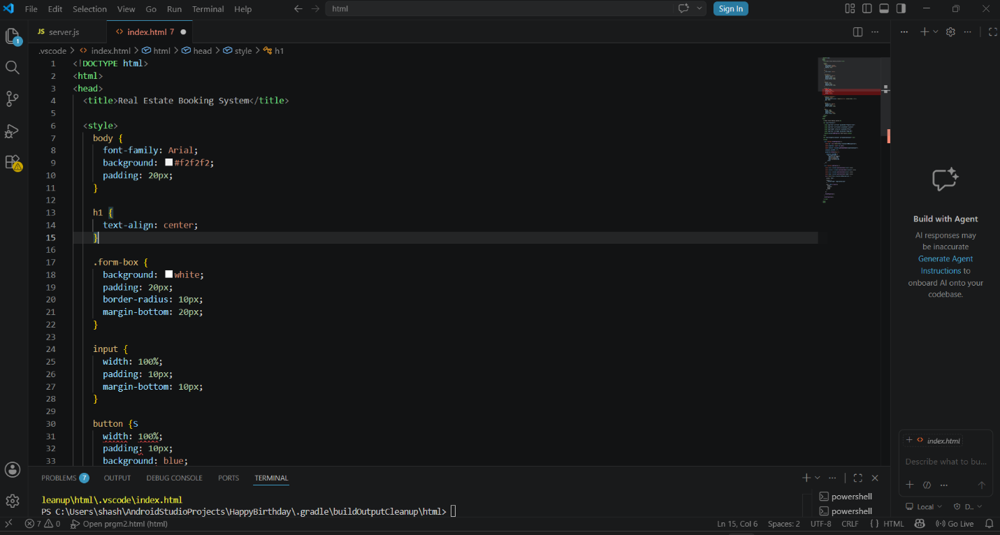 File Edit Selection View Go Run Terminal Help html Sign In
1
JS server.js <> index.html 7
.vscode > <> index.html > html > head > style > h1
1 <!DOCTYPE html>
2 <html>
3 <head>
4 <title>Real Estate Booking System</title>
5
6 <style>
7 body {
8 font-family: Arial;
9 background: #f2f2f2;
10 padding: 20px;
11 }
12
13 h1 {
14 text-align: center;
15 }
16
17 .form-box {
18 background: white;
19 padding: 20px;
20 border-radius: 10px;
21 margin-bottom: 20px;
22 }
23
24 input {
25 width: 100%;
26 padding: 10px;
27 margin-bottom: 10px;
28 }
29
30 button {S
31 width: 100%;
32 padding: 10px;
33 background: blue;
Build with Agent
AI responses may
be inaccurate
Generate Agent
Instructions to
onboard AI onto your
codebase.
+ <> index.html
Describe what to bu...
Local D..
PROBLEMS 7 OUTPUT DEBUG CONSOLE PORTS TERMINAL
leanup\html\.vscode\index.html
PS C:\Users\shash\AndroidStudioProjects\HappyBirthday\.gradle\buildOutputCleanup\html>
powershell
powershell
7 0 Open prgm2.html (html) Ln 15, Col 6 Spaces: 2 UTF-8 CRLF {} HTML Go Live